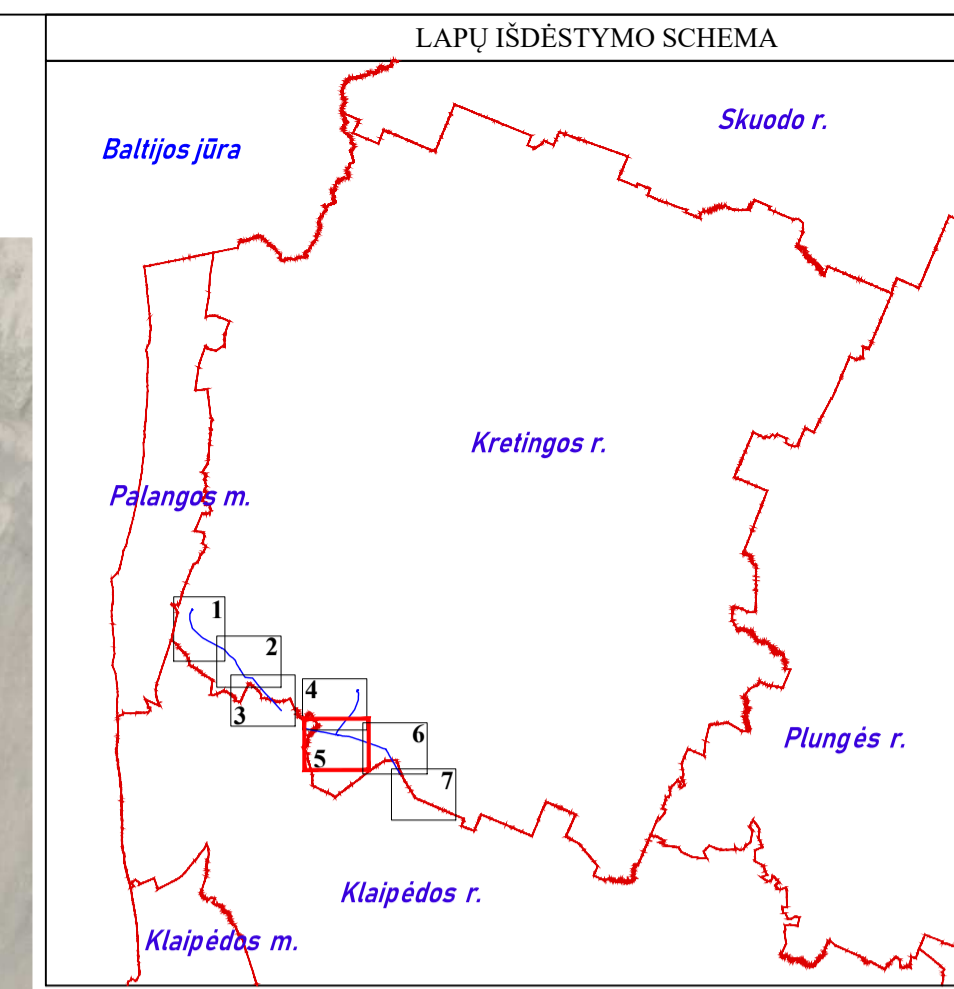 LAPŲ IŠDĖSTYMO SCHEMA
Skuodo r.
Baltijos jūra
Kretingos r.
Palangos m.
1
2
3
4
5
6
7
Plungės r.
Klaipėdos r.
Klaipėdos m.